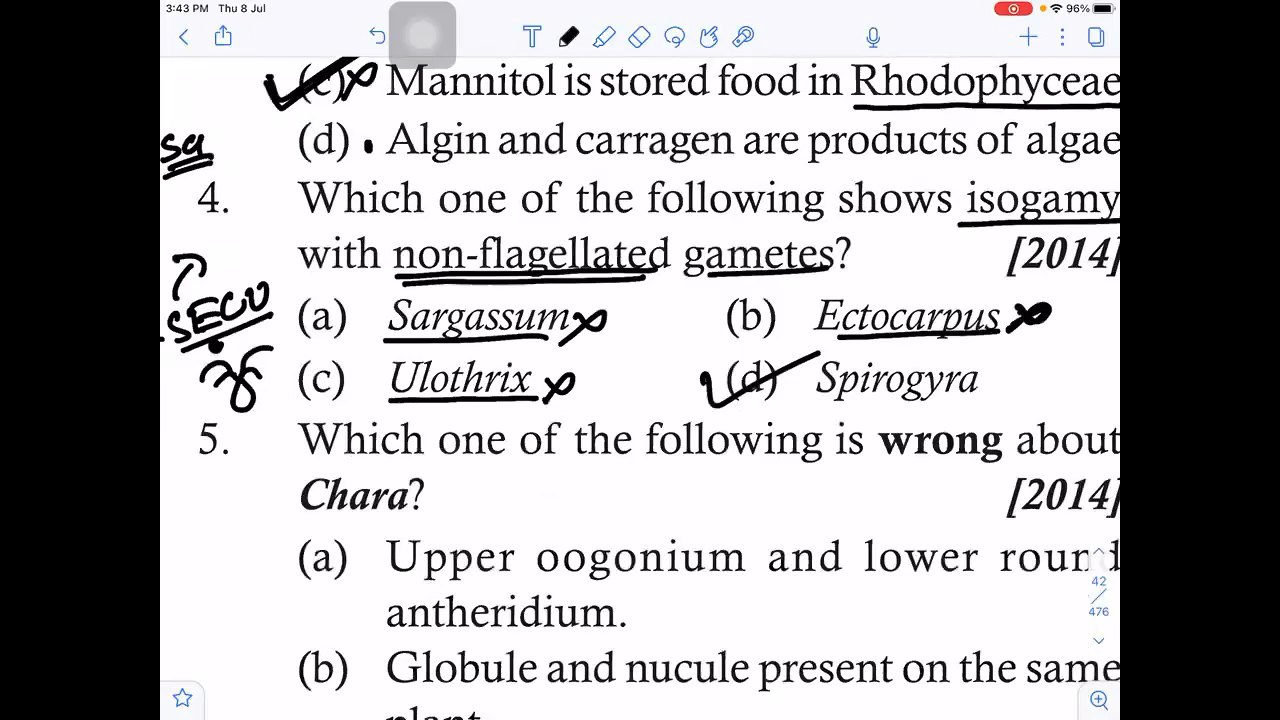 3:43 PM Thu 8 Jul
96%
T
(c) Mannitol is stored food in Rhodophyceae
(d) Algin and carragen are products of algae
sa
4. Which one of the following shows isogamy
with non-flagellated gametes? [2014]
SECU
(a) Sargassum (b) Ectocarpus
(c) Ulothrix (d) Spirogyra
5. Which one of the following is wrong about
Chara? [2014]
(a) Upper oogonium and lower round
antheridium.
42
476
(b) Globule and nucule present on the same
plant